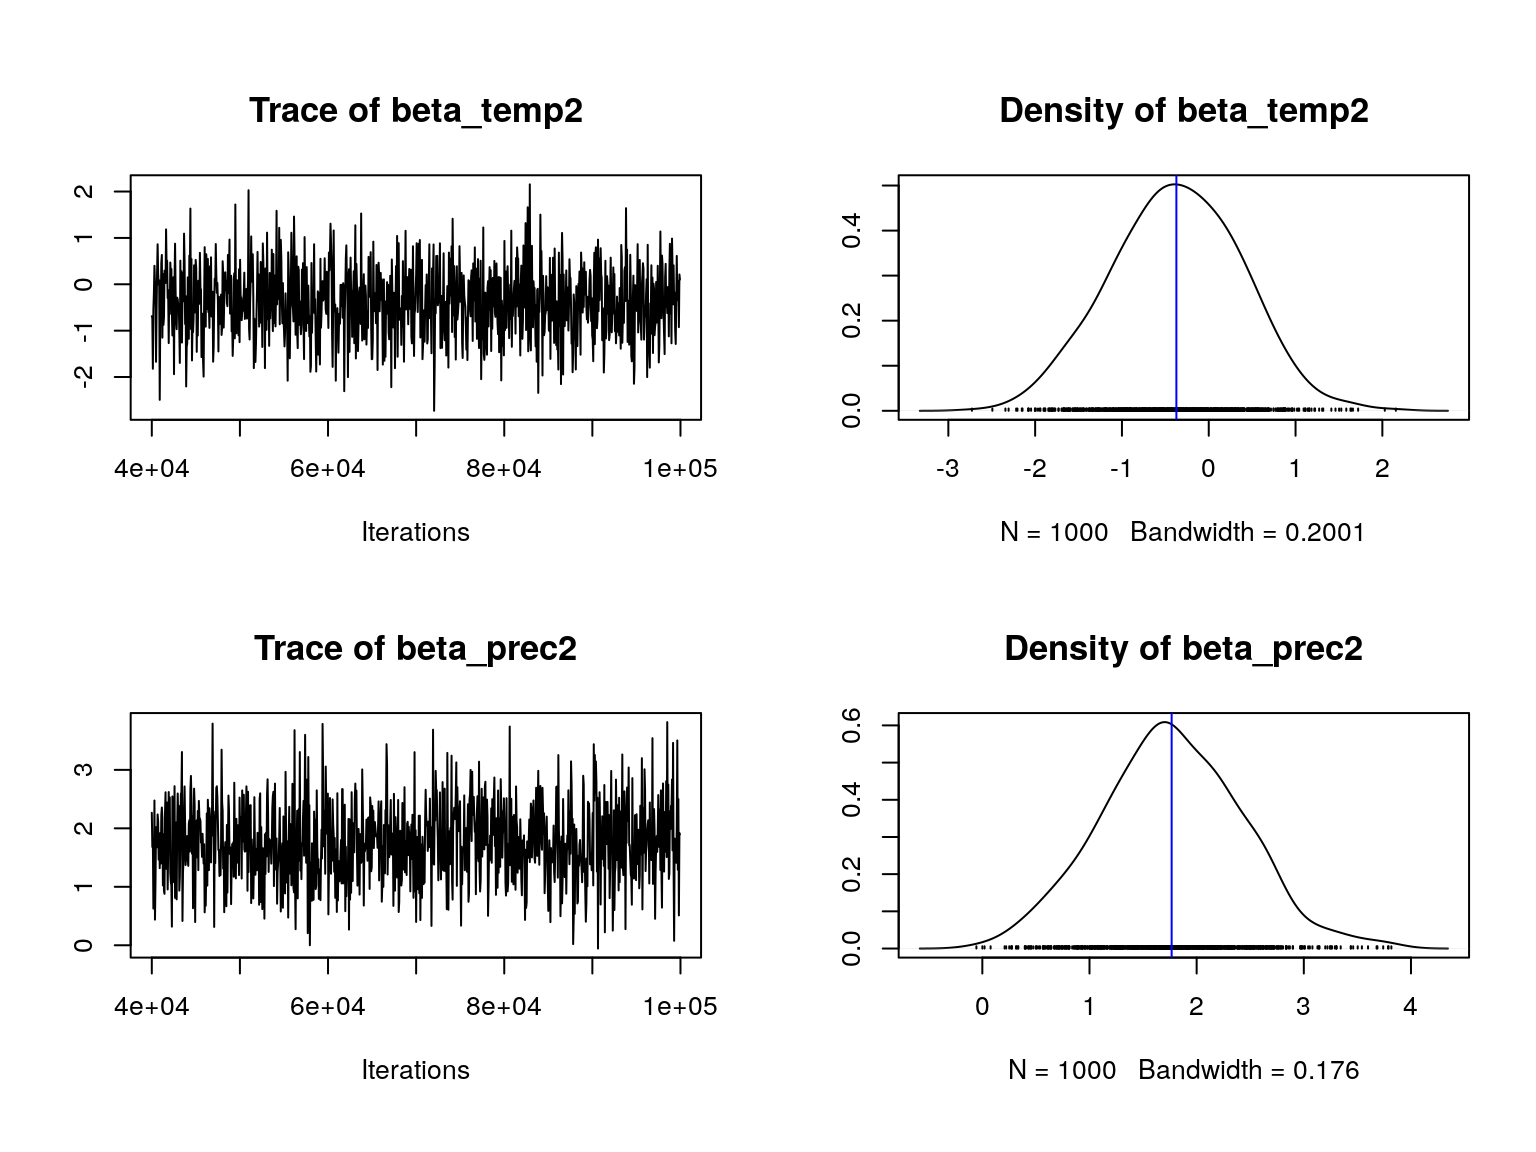 Trace of beta_temp2
2
1
0
-1
-2
4e+04 6e+04 8e+04 1e+05
Iterations
Density of beta_temp2
0.4
0.2
0.0
-3 -2 -1 0 1 2
N = 1000 Bandwidth = 0.2001
Trace of beta_prec2
3
2
1
0
4e+04 6e+04 8e+04 1e+05
Iterations
Density of beta_prec2
0.6
0.4
0.2
0.0
0 1 2 3 4
N = 1000 Bandwidth = 0.176